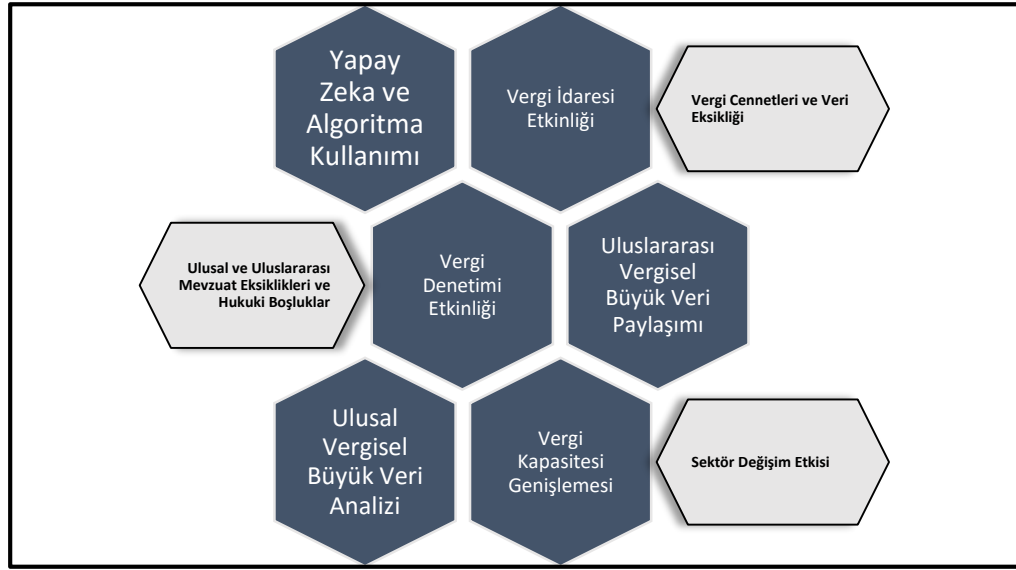 Yapay
Zeka ve
Algoritma
Kullanımı
Vergi İdaresi
Etkinliği
Vergi Cennetleri ve Veri
Eksikliği
Ulusal ve Uluslararası
Mevzuat Eksiklikleri ve
Hukuki Boşluklar
Vergi
Denetimi
Etkinliği
Uluslararası
Vergisel
Büyük Veri
Paylaşımı
Ulusal
Vergisel
Büyük Veri
Analizi
Vergi
Kapasitesi
Genişlemesi
Sektör Değişim Etkisi